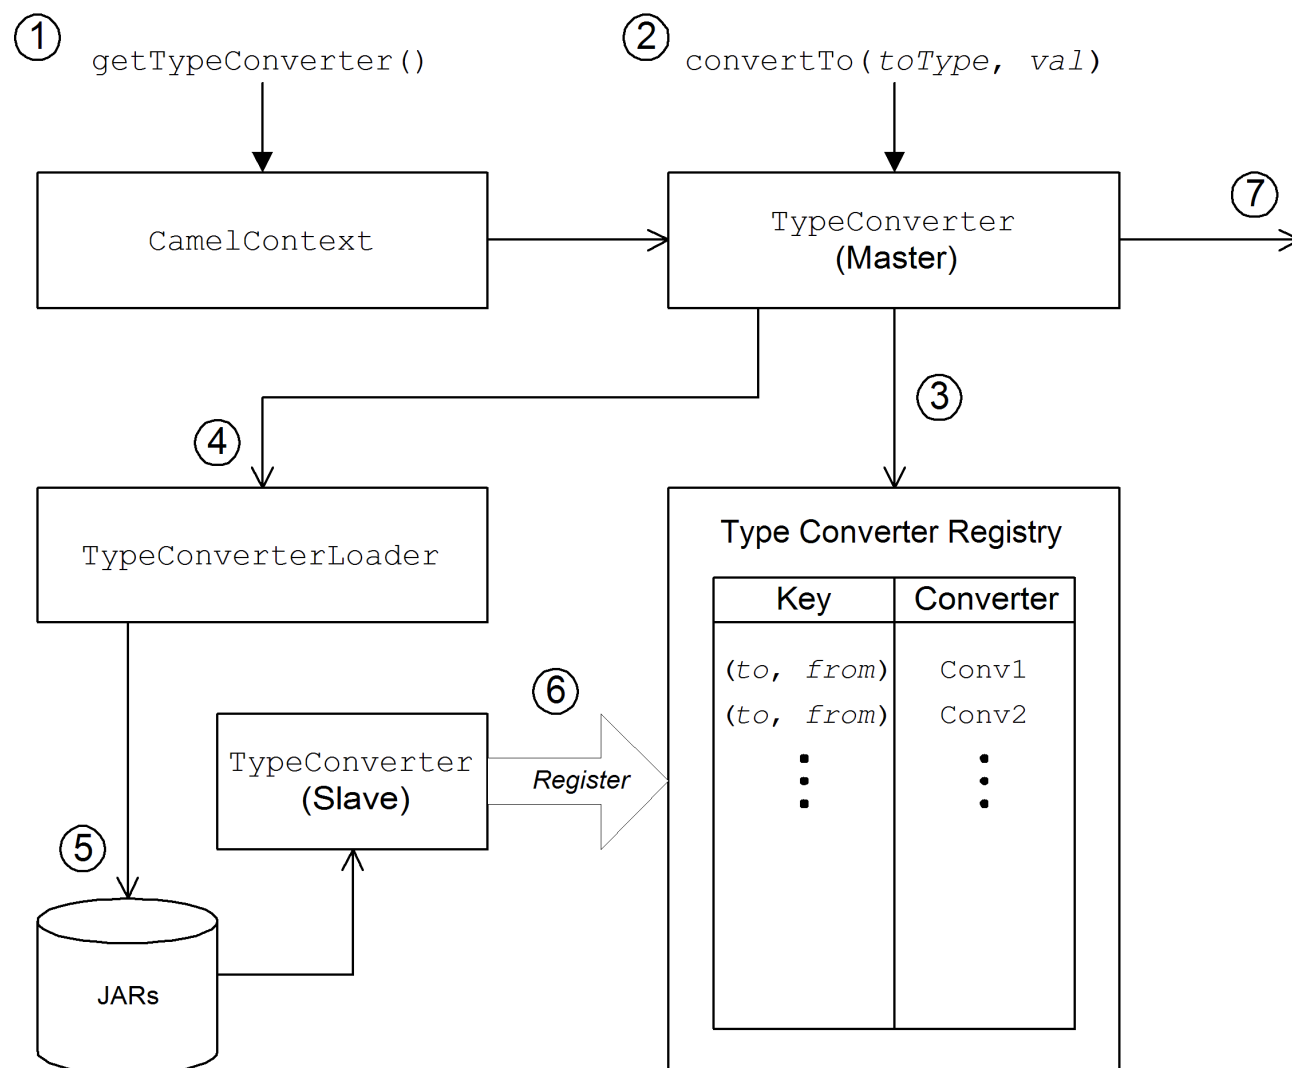 1
getTypeConverter()
2
convertTo(toType, val)
CamelContext
TypeConverter
(Master)
7
3
4
TypeConverterLoader
Type Converter Registry
Key Converter
(to, from) Conv1
(to, from) Conv2
6
TypeConverter
(Slave)
Register
5
JARs